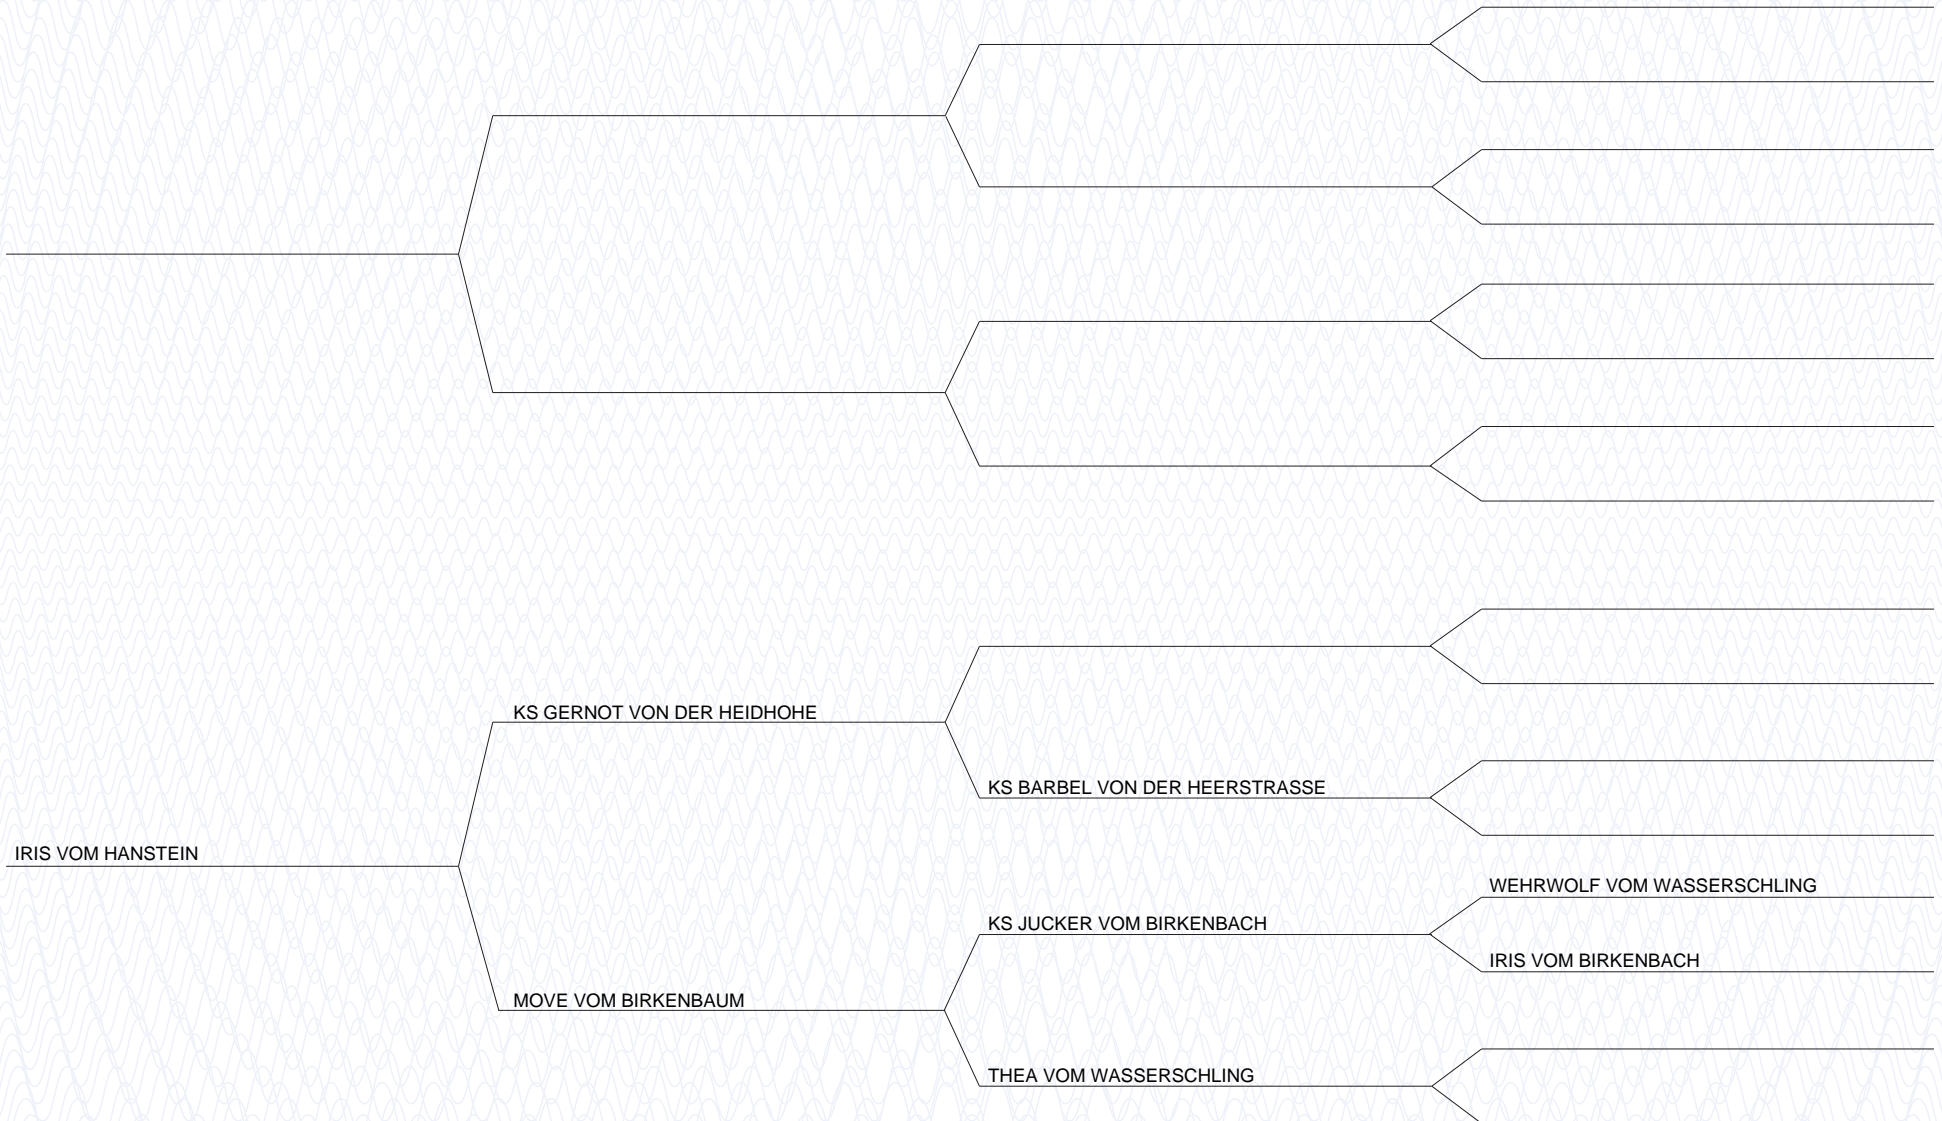 KS GERNOT VON DER HEIDHOHE
KS BARBEL VON DER HEERSTRASSE
IRIS VOM HANSTEIN
WEHRWOLF VOM WASSERSCHLING
KS JUCKER VOM BIRKENBACH
IRIS VOM BIRKENBACH
MOVE VOM BIRKENBAUM
THEA VOM WASSERSCHLING